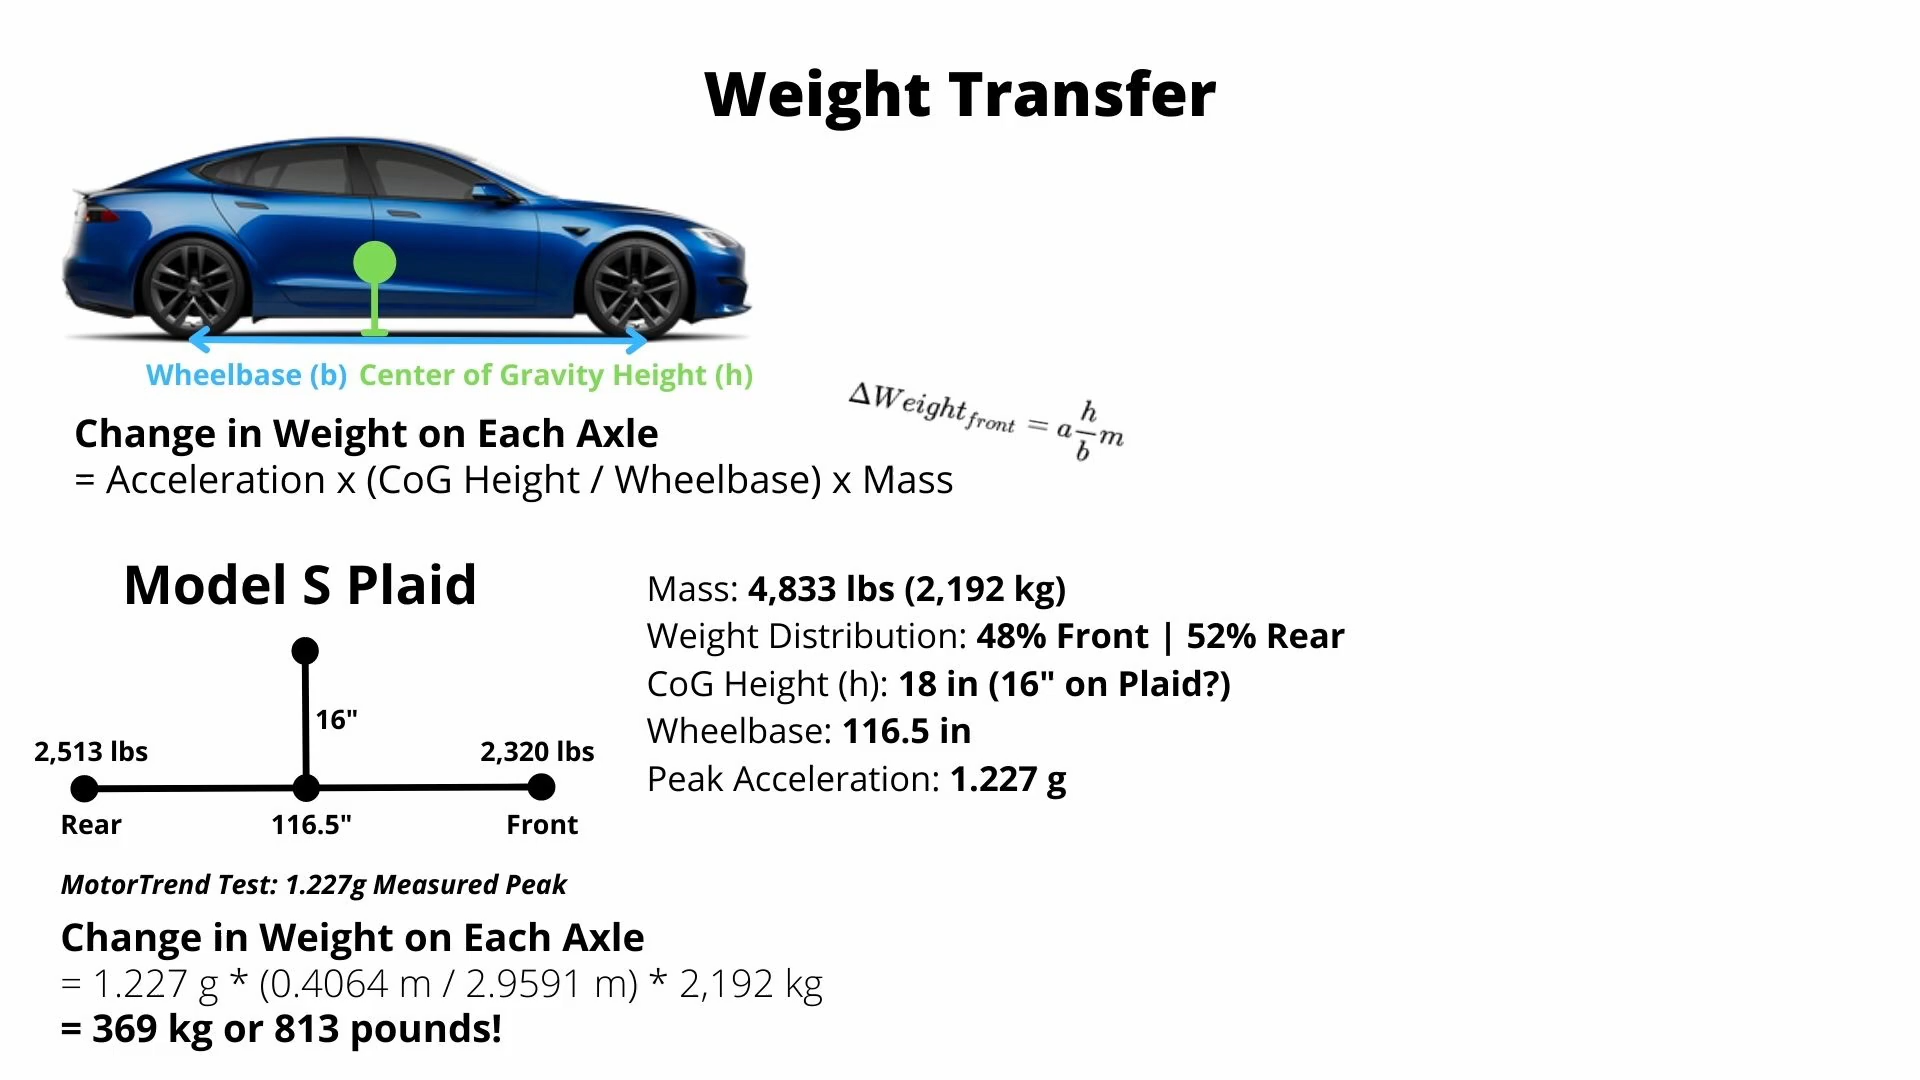 Weight Transfer
Wheelbase (b) Center of Gravity Height (h)
ΔWeight_front = a h/b m
Change in Weight on Each Axle
= Acceleration x (CoG Height / Wheelbase) x Mass
Model S Plaid
16"
2,513 lbs
2,320 lbs
Rear
116.5"
Front
Mass: 4,833 lbs (2,192 kg)
Weight Distribution: 48% Front | 52% Rear
CoG Height (h): 18 in (16" on Plaid?)
Wheelbase: 116.5 in
Peak Acceleration: 1.227 g
MotorTrend Test: 1.227g Measured Peak
Change in Weight on Each Axle
= 1.227 g * (0.4064 m / 2.9591 m) * 2,192 kg
= 369 kg or 813 pounds!